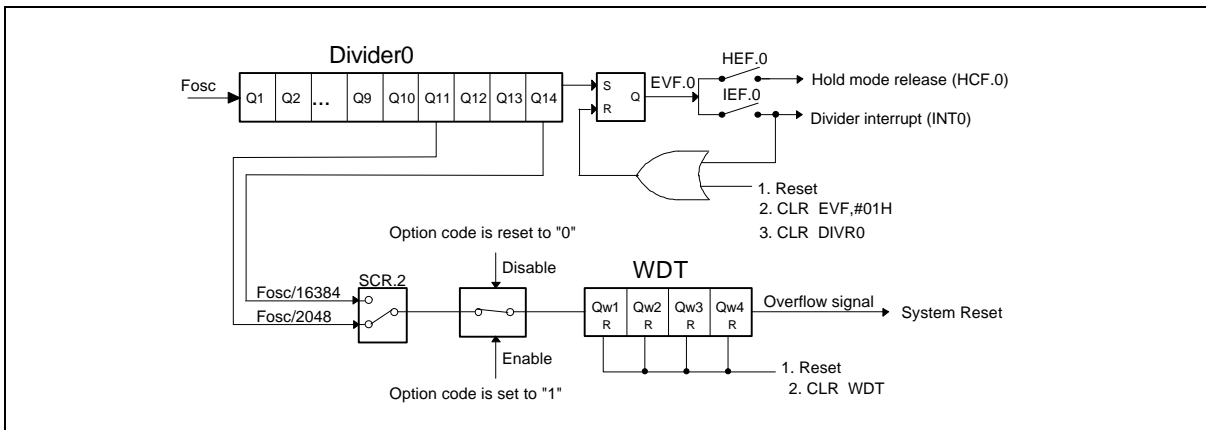 Divider0
Fosc
Q1 Q2 ... Q9 Q10 Q11 Q12 Q13 Q14
S
R
Q
EVF.0
HEF.0
Hold mode release (HCF.0)
IEF.0
Divider interrupt (INT0)
1. Reset
2. CLR EVF,#01H
3. CLR DIVR0
Option code is reset to "0"
Disable
WDT
SCR.2
Fosc/16384
Fosc/2048
Qw1 Qw2 Qw3 Qw4
R R R R
Overflow signal
System Reset
Enable
Option code is set to "1"
1. Reset
2. CLR WDT